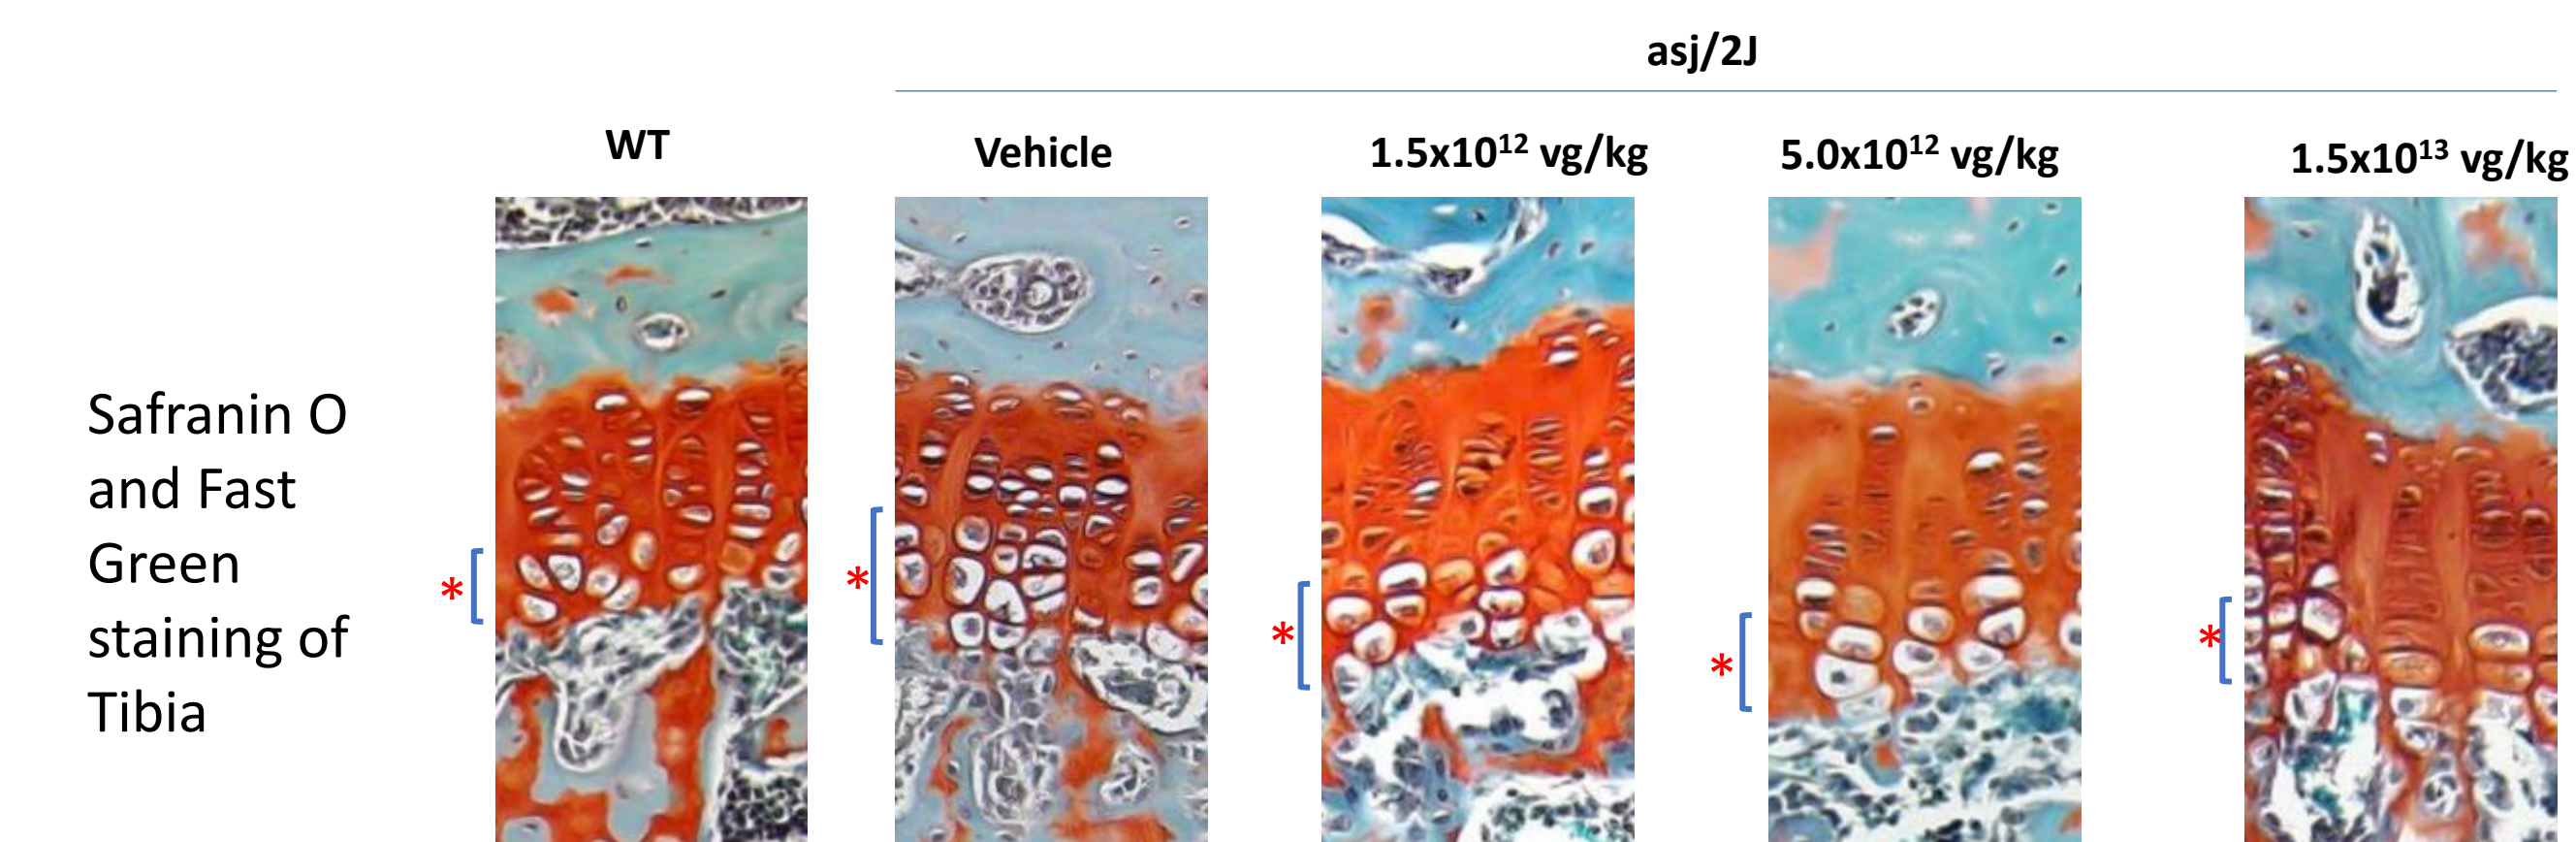 asj/2J
WT
Vehicle
1.5x10¹² vg/kg
5.0x10¹² vg/kg
1.5x10¹³ vg/kg
Safranin O
and Fast
Green
staining of
Tibia
*
*
*
*
*